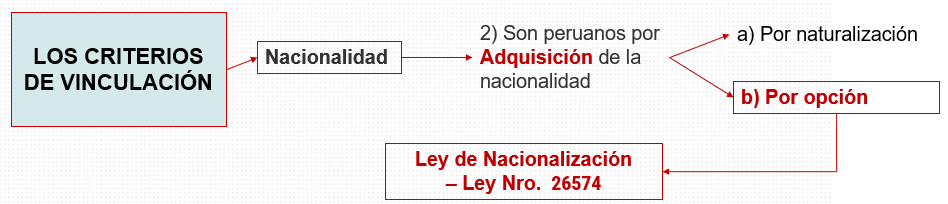 LOS CRITERIOS
DE VINCULACIÓN
Nacionalidad
2) Son peruanos por
Adquisición de la
nacionalidad
a) Por naturalización
b) Por opción
Ley de Nacionalización
– Ley Nro. 26574